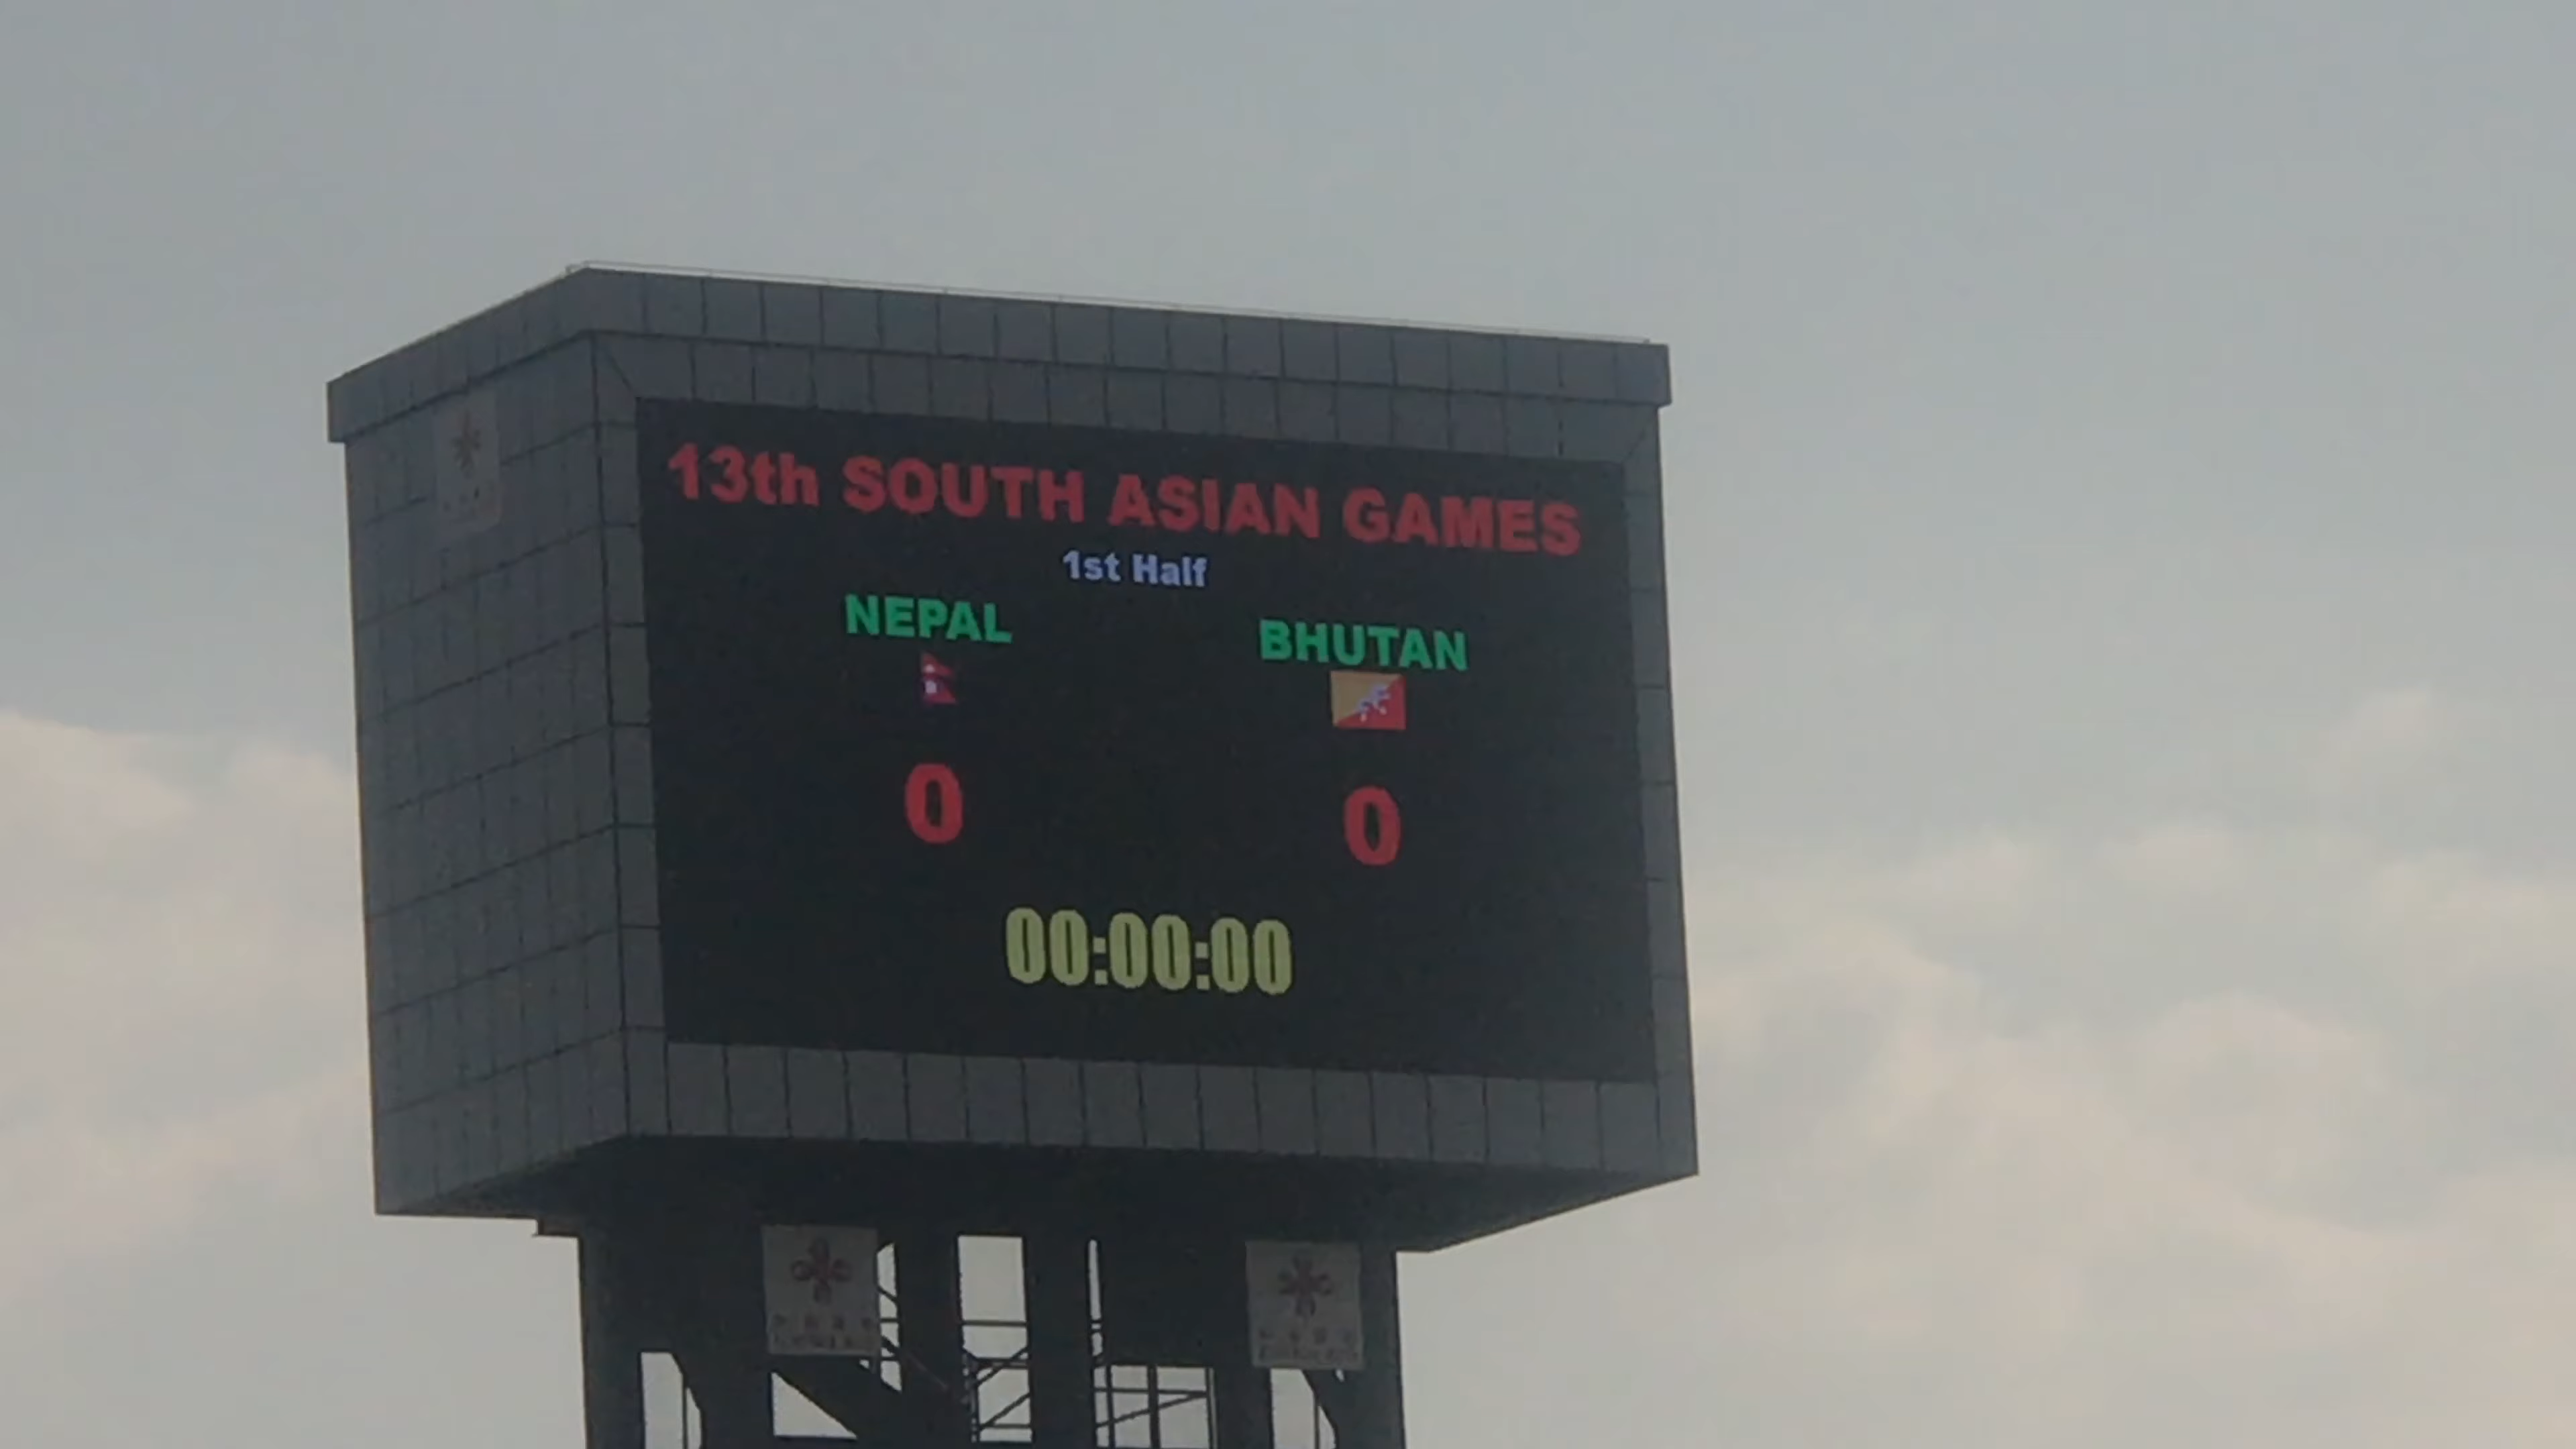 13th SOUTH ASIAN GAMES
1st Half
NEPAL
BHUTAN
0
0
00:00:00